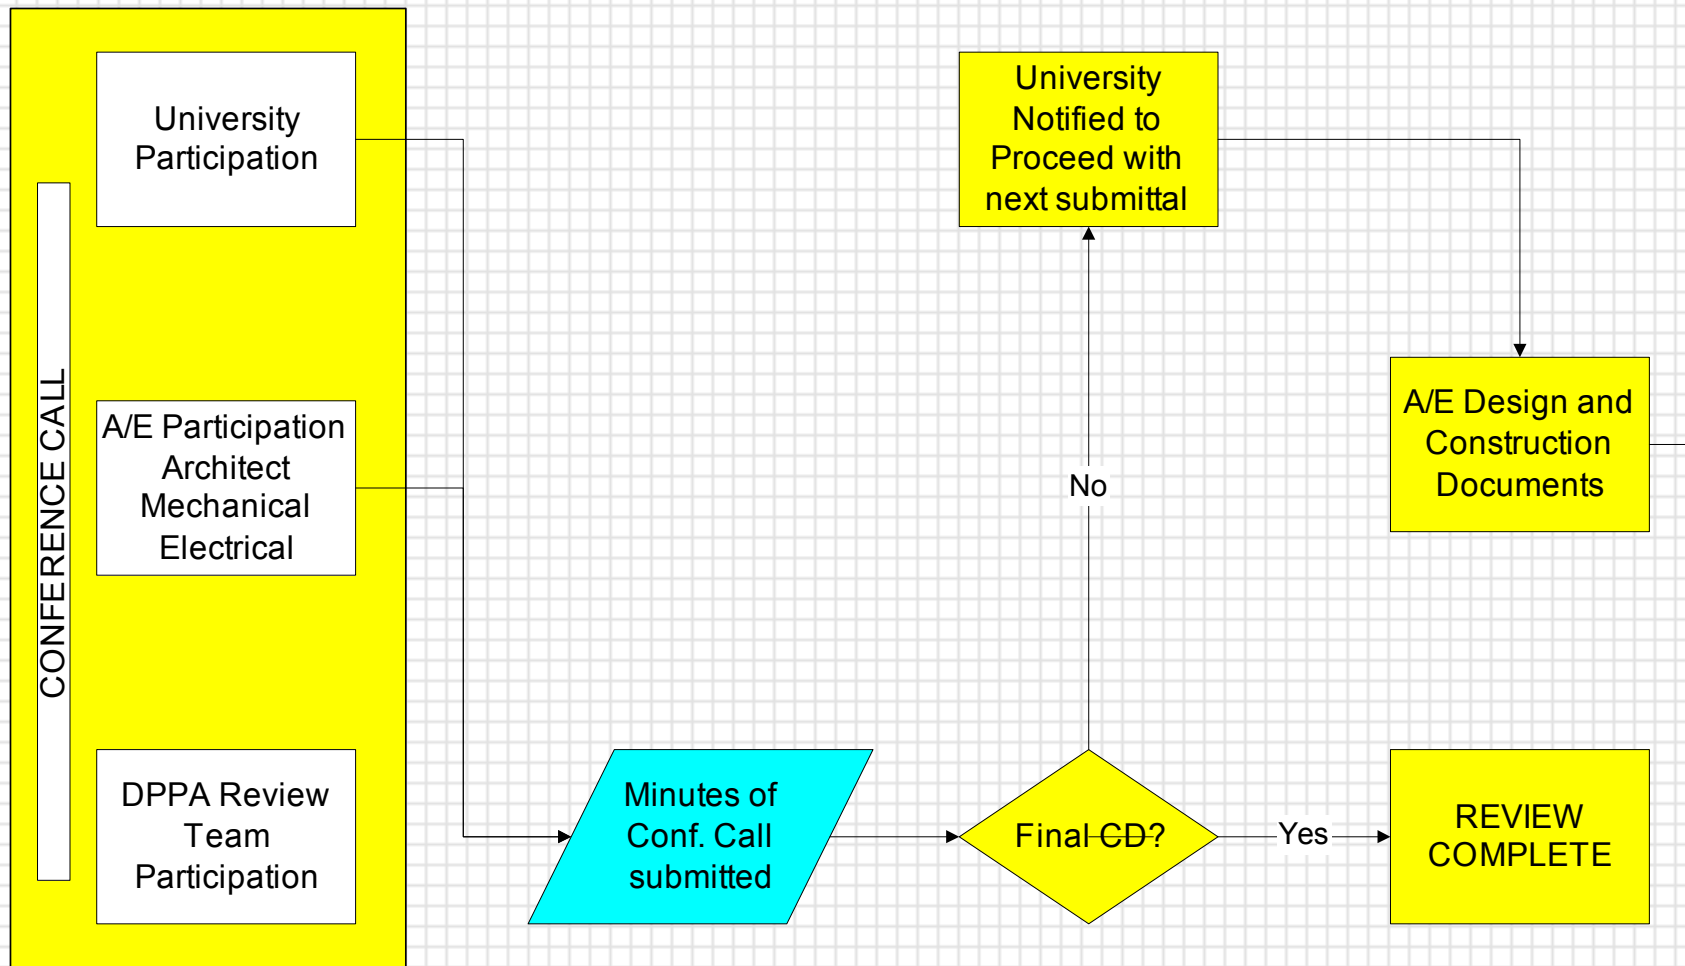 CONFERENCE CALL
University
Participation
A/E Participation
Architect
Mechanical
Electrical
DPPA Review
Team
Participation
Minutes of
Conf. Call
submitted
Final CD?
No
Yes
University
Notified to
Proceed with
next submittal
A/E Design and
Construction
Documents
REVIEW
COMPLETE